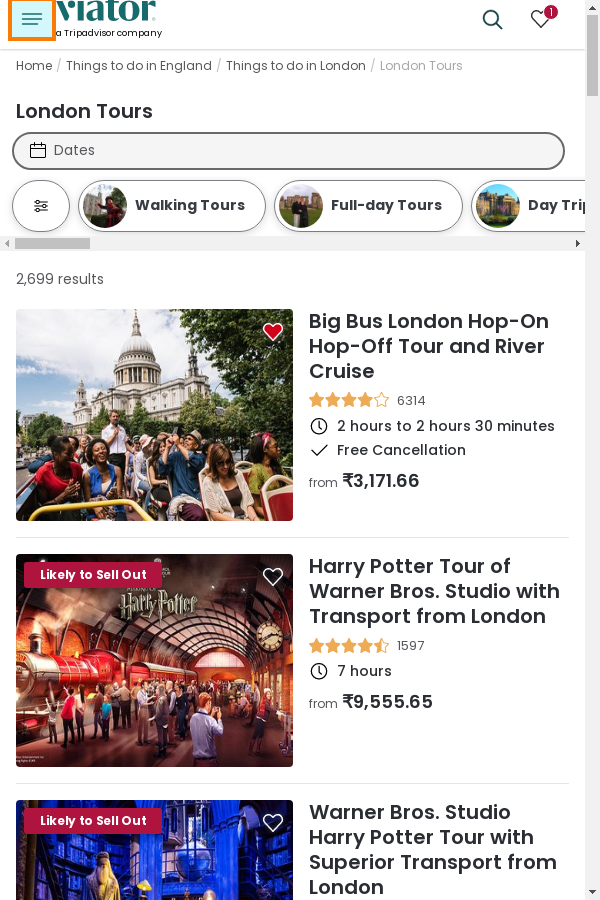 viator
a Tripadvisor company
1
Home / Things to do in England / Things to do in London / London Tours
London Tours
Dates
Walking Tours
Full-day Tours
Day Trip
2,699 results
Big Bus London Hop-On
Hop-Off Tour and River
Cruise
6314
2 hours to 2 hours 30 minutes
Free Cancellation
from ₹3,171.66
Likely to Sell Out
Harry Potter
Harry Potter Tour of
Warner Bros. Studio with
Transport from London
1597
7 hours
from ₹9,555.65
Likely to Sell Out
Warner Bros. Studio
Harry Potter Tour with
Superior Transport from
London